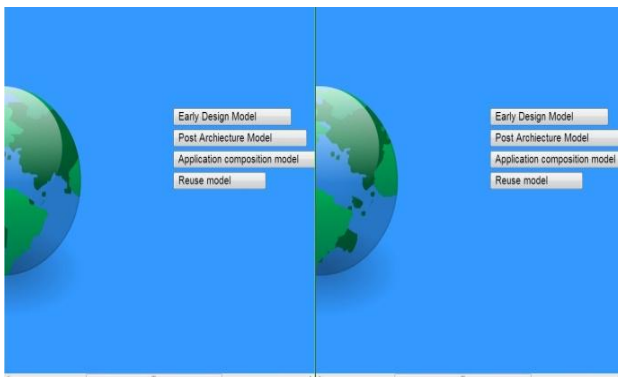 Early Design Model
Post Archiecture Model
Application composition model
Reuse model
Early Design Model
Post Archiecture Model
Application composition model
Reuse model